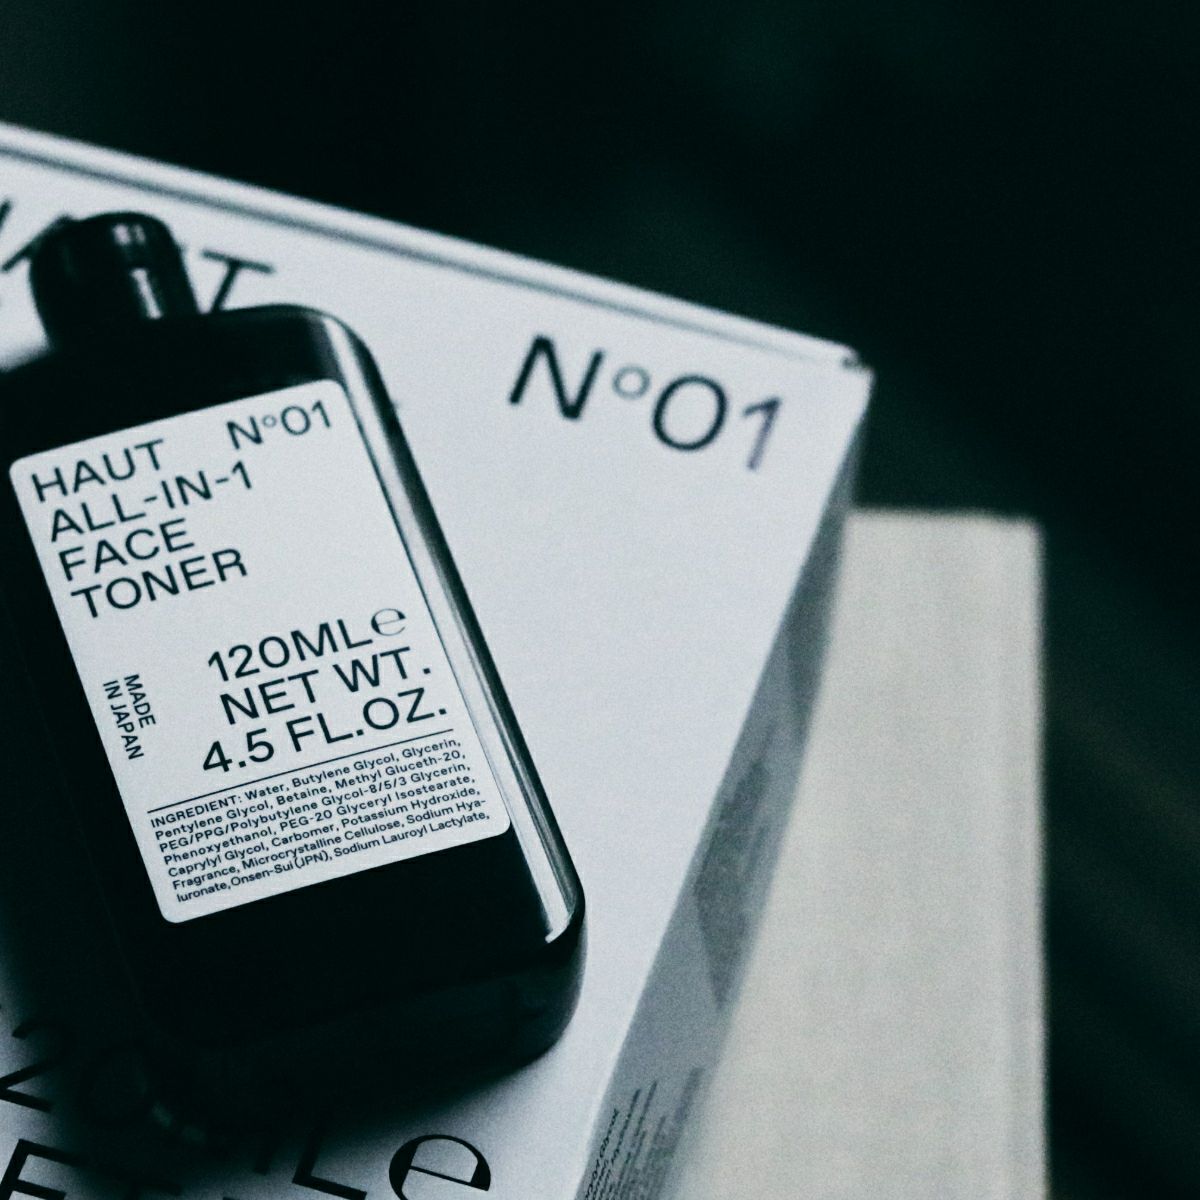 N°01
HAUT N°01
ALL-IN-1
FACE
TONER
120ML℮
NET WT.
4.5 FL.OZ.
MADE
IN JAPAN
INGREDIENT: Water, Butylene Glycol, Glycerin,
Pentylene Glycol, Betaine, Methyl Gluceth-20,
PEG/PPG/Polybutylene Glycol-8/5/3 Glycerin,
Phenoxyethanol, PEG-20 Glyceryl Isostearate,
Caprylyl Glycol, Carbomer, Potassium Hydroxide,
Fragrance, Microcrystalline Cellulose, Sodium Hya-
luronate,Onsen-Sui(JPN), Sodium Lauroyl Lactylate,